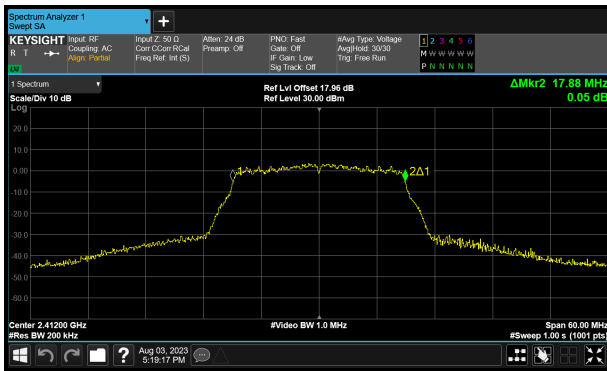 Spectrum Analyzer 1
Swept SA
KEYSIGHT Input: RF Input Z: 50 Ω Atten: 24 dB PNO: Fast #Avg Type: Voltage 1 2 3 4 5 6
R T Coupling: AC Corr CCorr RCal Preamp: Off Gate: Off Avg|Hold: 30/30 M W W W W W
Align: Partial Freq Ref: Int (S) IF Gain: Low Trig: Free Run
Sig Track: Off P N N N N N
1 Spectrum
Ref Lvl Offset 17.96 dB ΔMkr2 17.88 MHz
Scale/Div 10 dB Ref Level 30.00 dBm 0.05 dB
Log
20.0
10.0
0.00 1 2Δ1
-10.0
-20.0
-30.0
-40.0
-50.0
-60.0
Center 2.41200 GHz #Video BW 1.0 MHz Span 60.00 MHz
#Res BW 200 kHz #Sweep 1.00 s (1001 pts)
? Aug 03, 2023
5:19:17 PM